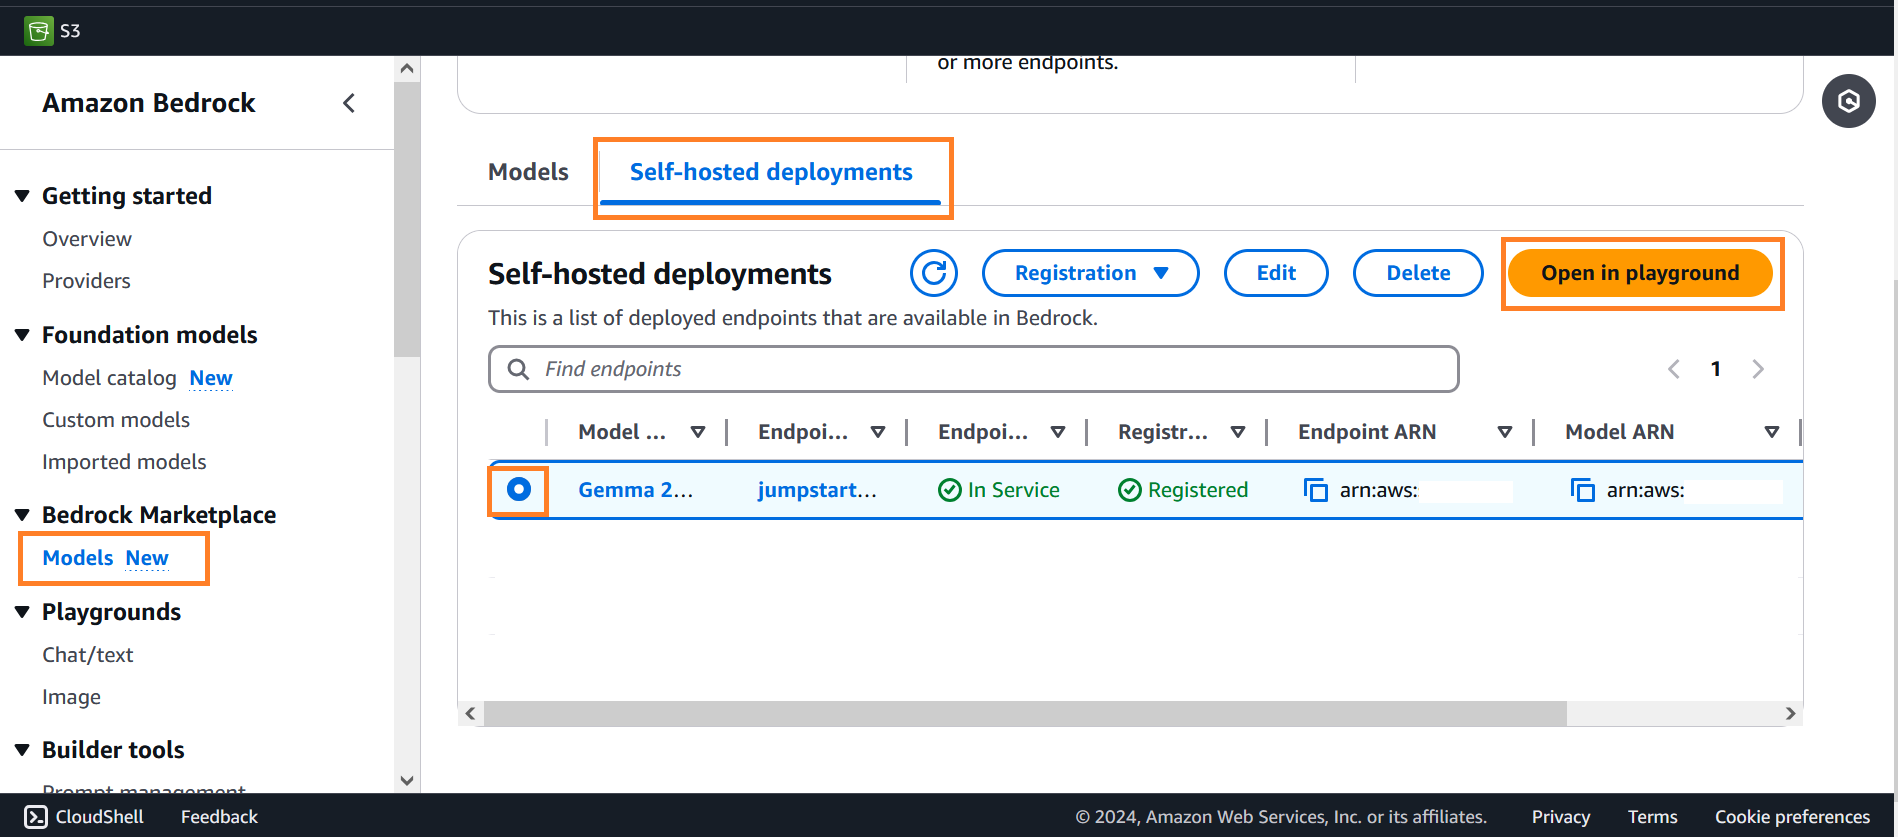 S3
Amazon Bedrock
Getting started
Overview
Providers
Foundation models
Model catalog New
Custom models
Imported models
Bedrock Marketplace
Models New
Playgrounds
Chat/text
Image
Builder tools
Prompt management
or more endpoints.
Models Self-hosted deployments
Self-hosted deployments Registration Edit Delete Open in playground
This is a list of deployed endpoints that are available in Bedrock.
Find endpoints 1
Model ... Endpoi... Endpoi... Registr... Endpoint ARN Model ARN
Gemma 2... jumpstart... In Service Registered arn:aws: arn:aws:
CloudShell Feedback © 2024, Amazon Web Services, Inc. or its affiliates. Privacy Terms Cookie preferences